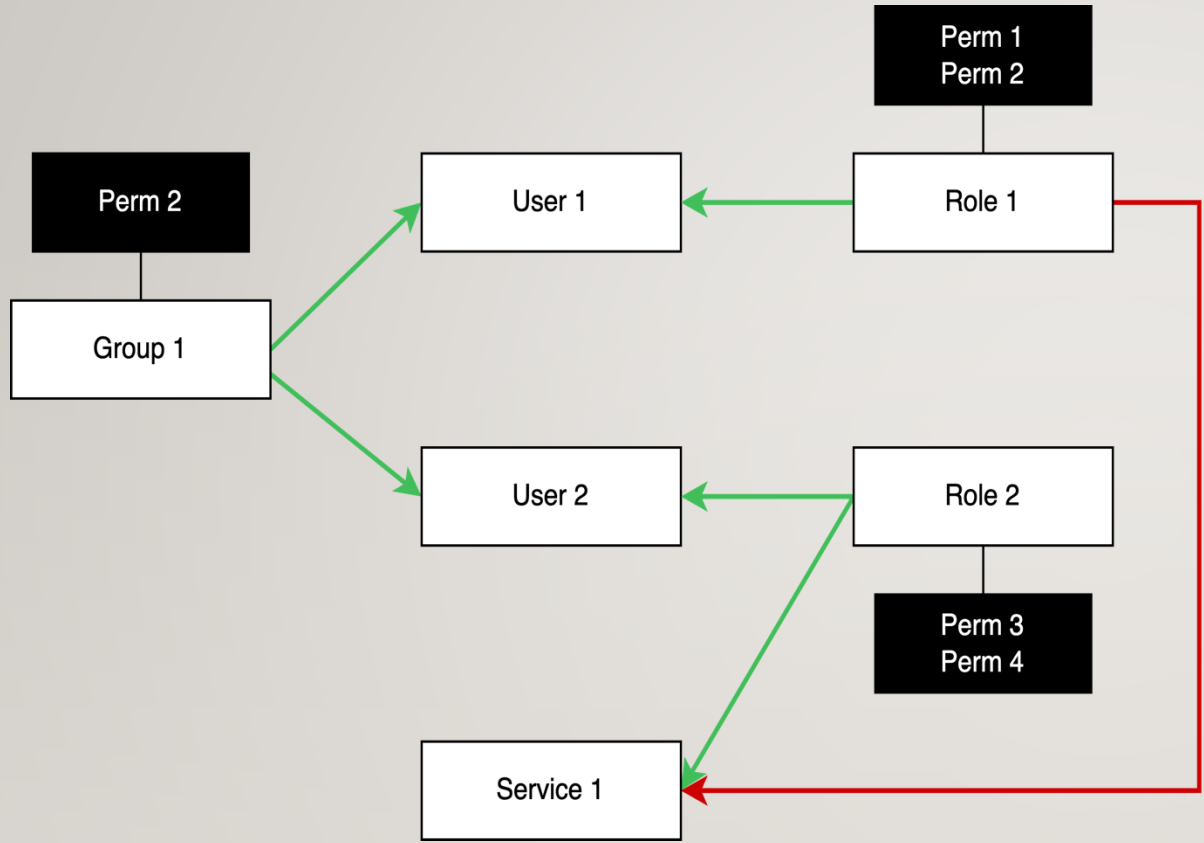 Perm 1
Perm 2
Perm 2
User 1
Role 1
Group 1
User 2
Role 2
Perm 3
Perm 4
Service 1